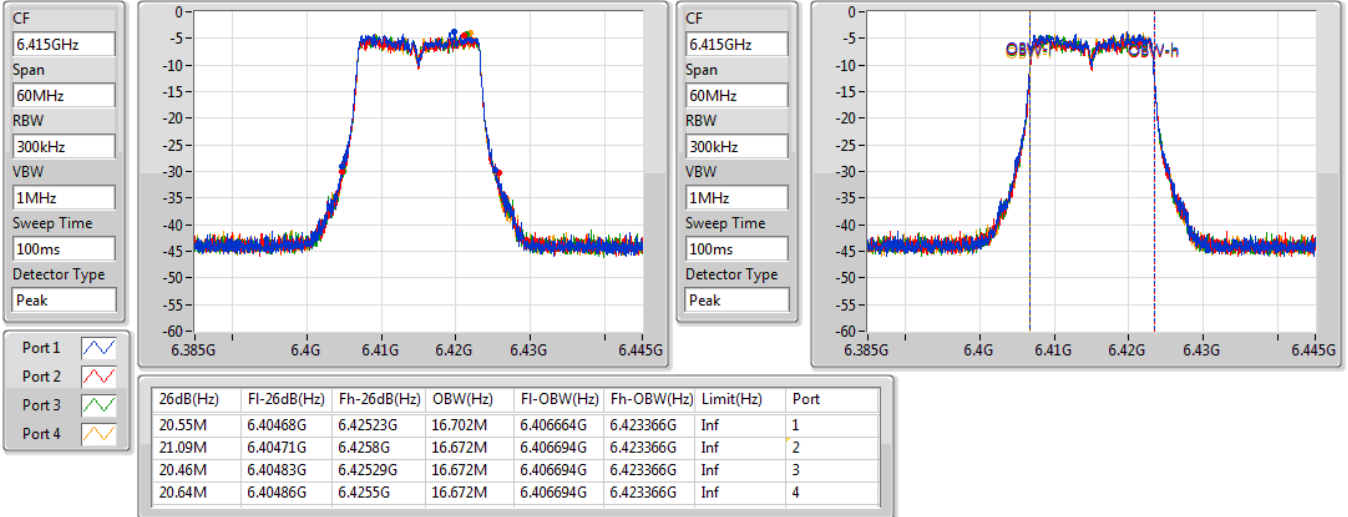 CF
6.415GHz
Span
60MHz
RBW
300kHz
VBW
1MHz
Sweep Time
100ms
Detector Type
Peak
0
-5
-10
-15
-20
-25
-30
-35
-40
-45
-50
-55
-60
6.385G 6.4G 6.41G 6.42G 6.43G 6.445G
CF
6.415GHz
Span
60MHz
RBW
300kHz
VBW
1MHz
Sweep Time
100ms
Detector Type
Peak
0
-5
-10
-15
-20
-25
-30
-35
-40
-45
-50
-55
-60
OBW-l OBW-h
6.385G 6.4G 6.41G 6.42G 6.43G 6.445G
Port 1
Port 2
Port 3
Port 4
26dB(Hz) Fl-26dB(Hz) Fh-26dB(Hz) OBW(Hz) Fl-OBW(Hz) Fh-OBW(Hz) Limit(Hz) Port
20.55M 6.40468G 6.42523G 16.702M 6.406664G 6.423366G Inf 1
21.09M 6.40471G 6.4258G 16.672M 6.406694G 6.423366G Inf 2
20.46M 6.40483G 6.42529G 16.672M 6.406694G 6.423366G Inf 3
20.64M 6.40486G 6.4255G 16.672M 6.406694G 6.423366G Inf 4